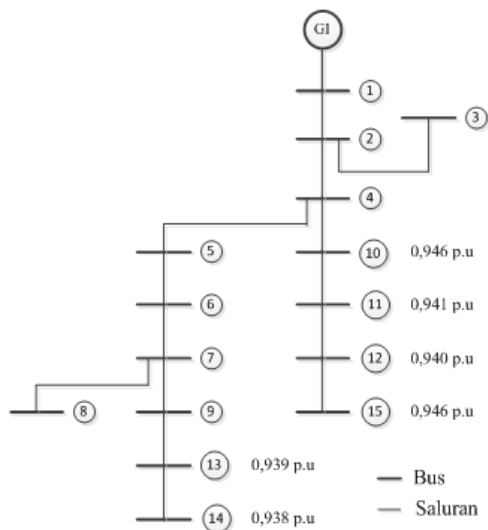 GI
1
2
3
4
5
10 0,946 p.u
6
11 0,941 p.u
7
12 0,940 p.u
8
9
15 0,946 p.u
13 0,939 p.u
14 0,938 p.u
Bus
Saluran